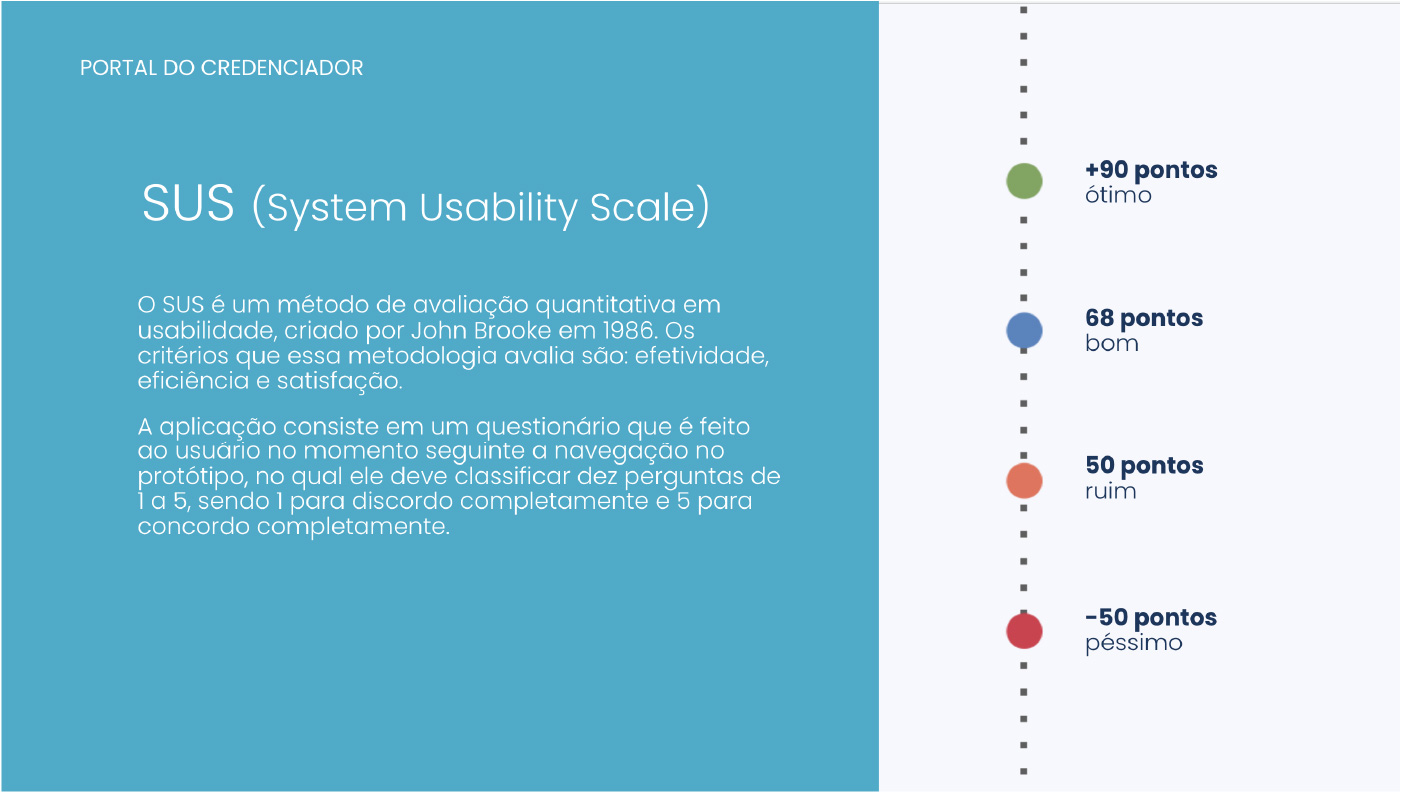 PORTAL DO CREDENCIADOR
SUS (System Usability Scale)
O SUS é um método de avaliação quantitativa em
usabilidade, criado por John Brooke em 1986. Os
critérios que essa metodologia avalia são: efetividade,
eficiência e satisfação.
A aplicação consiste em um questionário que é feito
ao usuário no momento seguinte a navegação no
protótipo, no qual ele deve classificar dez perguntas de
1 a 5, sendo 1 para discordo completamente e 5 para
concordo completamente.
+90 pontos
ótimo
68 pontos
bom
50 pontos
ruim
-50 pontos
péssimo